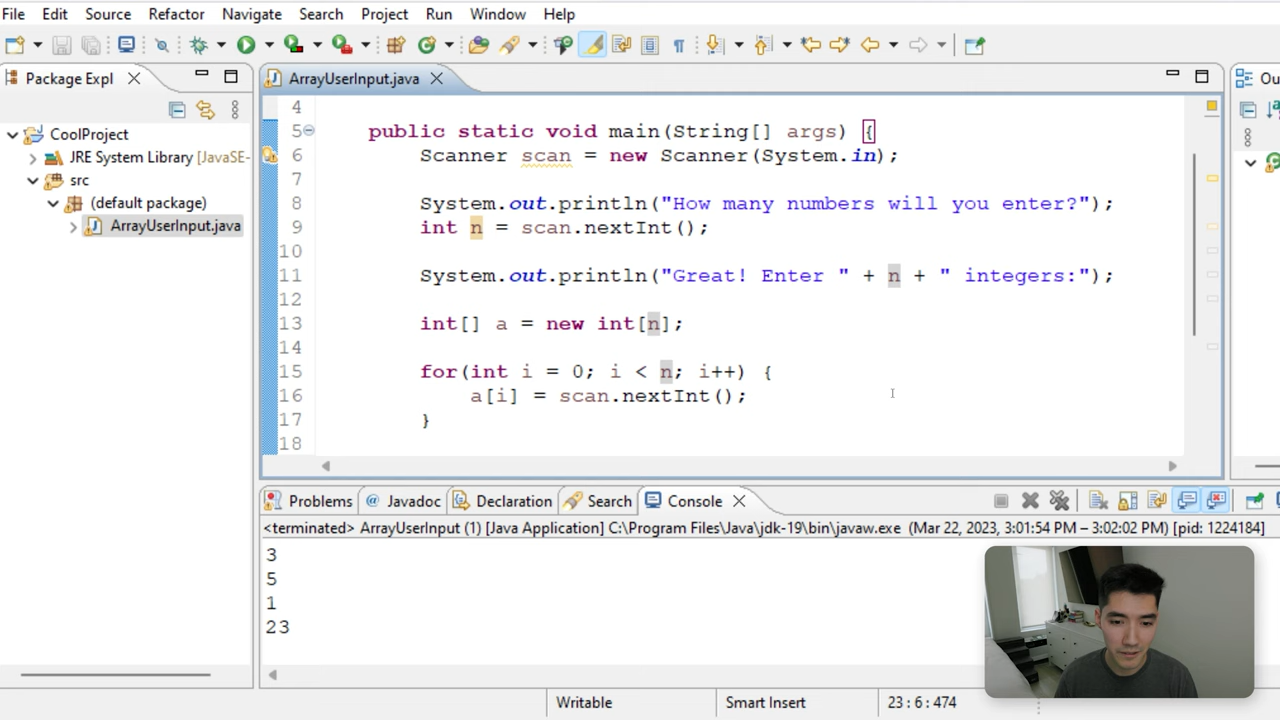 File Edit Source Refactor Navigate Search Project Run Window Help
Package Expl
ArrayUserInput.java
Ou
CoolProject
JRE System Library [JavaSE-
src
(default package)
ArrayUserInput.java
4
5 public static void main(String[] args) {
6 Scanner scan = new Scanner(System.in);
7
8 System.out.println("How many numbers will you enter?");
9 int n = scan.nextInt();
10
11 System.out.println("Great! Enter " + n + " integers:");
12
13 int[] a = new int[n];
14
15 for(int i = 0; i < n; i++) {
16 a[i] = scan.nextInt();
17 }
18
Problems Javadoc Declaration Search Console
<terminated> ArrayUserInput (1) [Java Application] C:\Program Files\Java\jdk-19\bin\javaw.exe (Mar 22, 2023, 3:01:54 PM – 3:02:02 PM) [pid: 1224184]
3
5
1
23
Writable Smart Insert 23 : 6 : 474